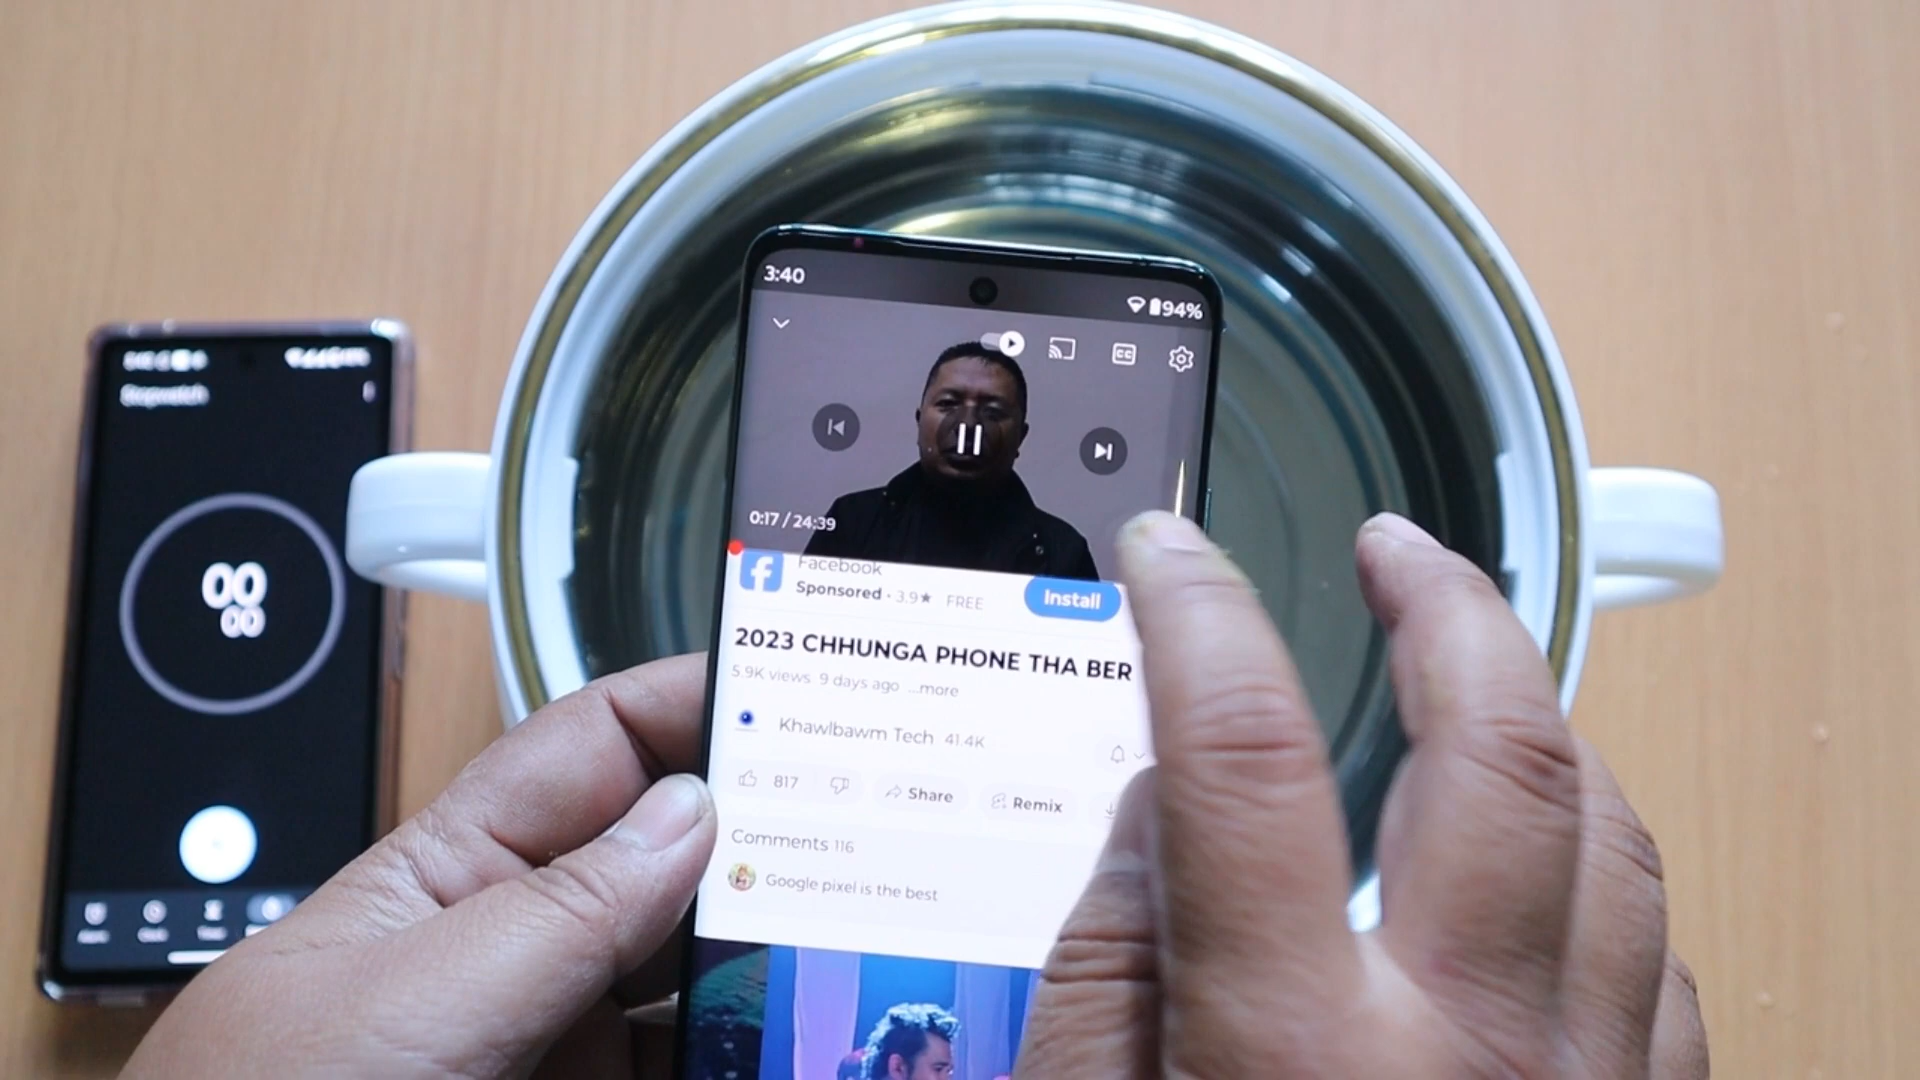 Stopwatch
00
00
3:40
94%
CC
0:17 / 24:39
Facebook
Sponsored · 3.9★ FREE
Install
2023 CHHUNGA PHONE THA BER
5.9K views 9 days ago ...more
Khawlbawm Tech 41.4K
817
Share
Remix
Comments 116
Google pixel is the best